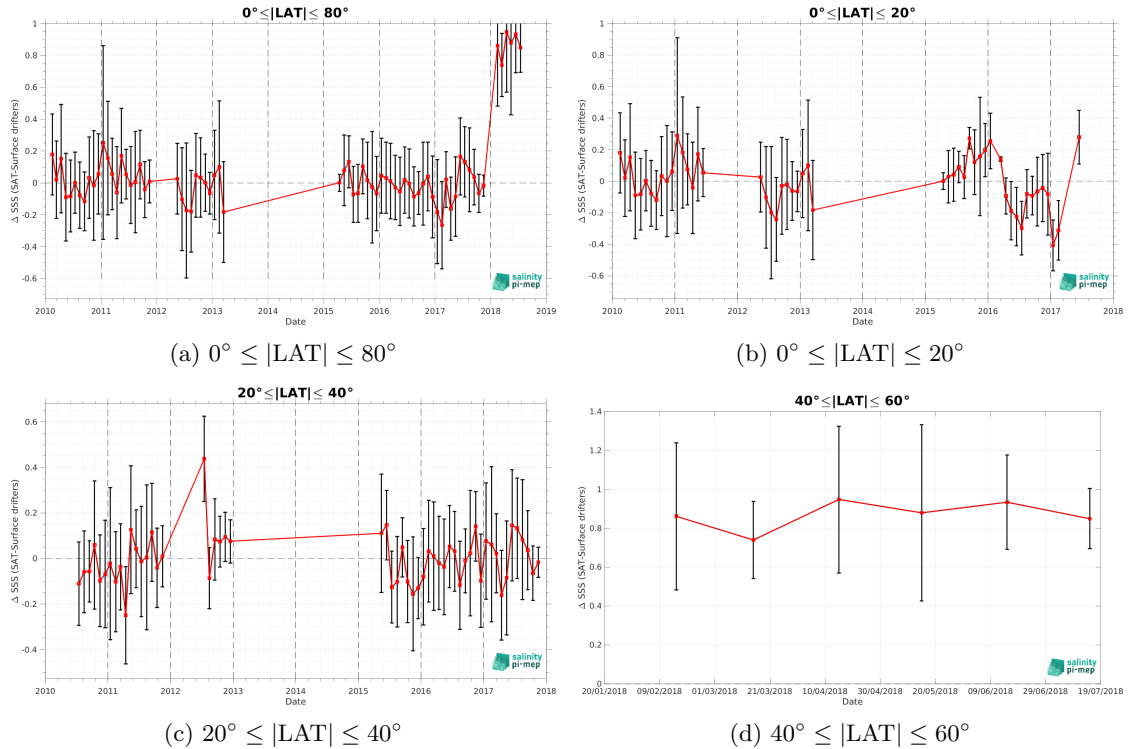 0°≤|LAT|≤ 80°
1
0.8
0.6
0.4
0.2
0
-0.2
-0.4
-0.6
Δ SSS (SAT-Surface drifters)
2010 2011 2012 2013 2014 2015 2016 2017 2018 2019
Date
salinity
pi-mep
(a) 0° ≤ |LAT| ≤ 80°
0°≤|LAT|≤ 20°
1
0.8
0.6
0.4
0.2
0
-0.2
-0.4
-0.6
Δ SSS (SAT-Surface drifters)
2010 2011 2012 2013 2014 2015 2016 2017 2018
Date
salinity
pi-mep
(b) 0° ≤ |LAT| ≤ 20°
20°≤|LAT|≤ 40°
0.6
0.4
0.2
0
-0.2
-0.4
Δ SSS (SAT-Surface drifters)
2010 2011 2012 2013 2014 2015 2016 2017 2018
Date
salinity
pi-mep
(c) 20° ≤ |LAT| ≤ 40°
40°≤|LAT|≤ 60°
1.4
1.2
1
0.8
0.6
0.4
0.2
0
Δ SSS (SAT-Surface drifters)
20/01/2018 09/02/2018 01/03/2018 21/03/2018 10/04/2018 30/04/2018 20/05/2018 09/06/2018 29/06/2018 19/07/2018
Date
salinity
pi-mep
(d) 40° ≤ |LAT| ≤ 60°